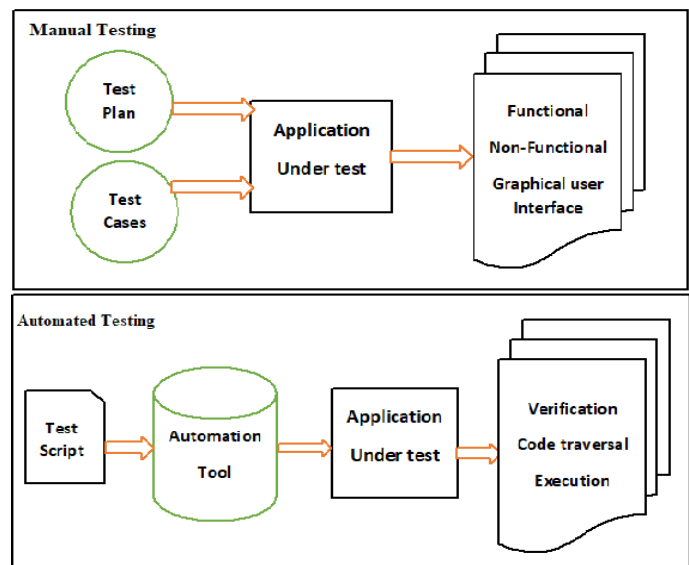 Manual Testing
Test
Plan
Test
Cases
Application
Under test
Functional
Non-Functional
Graphical user
Interface
Automated Testing
Test
Script
Automation
Tool
Application
Under test
Verification
Code traversal
Execution